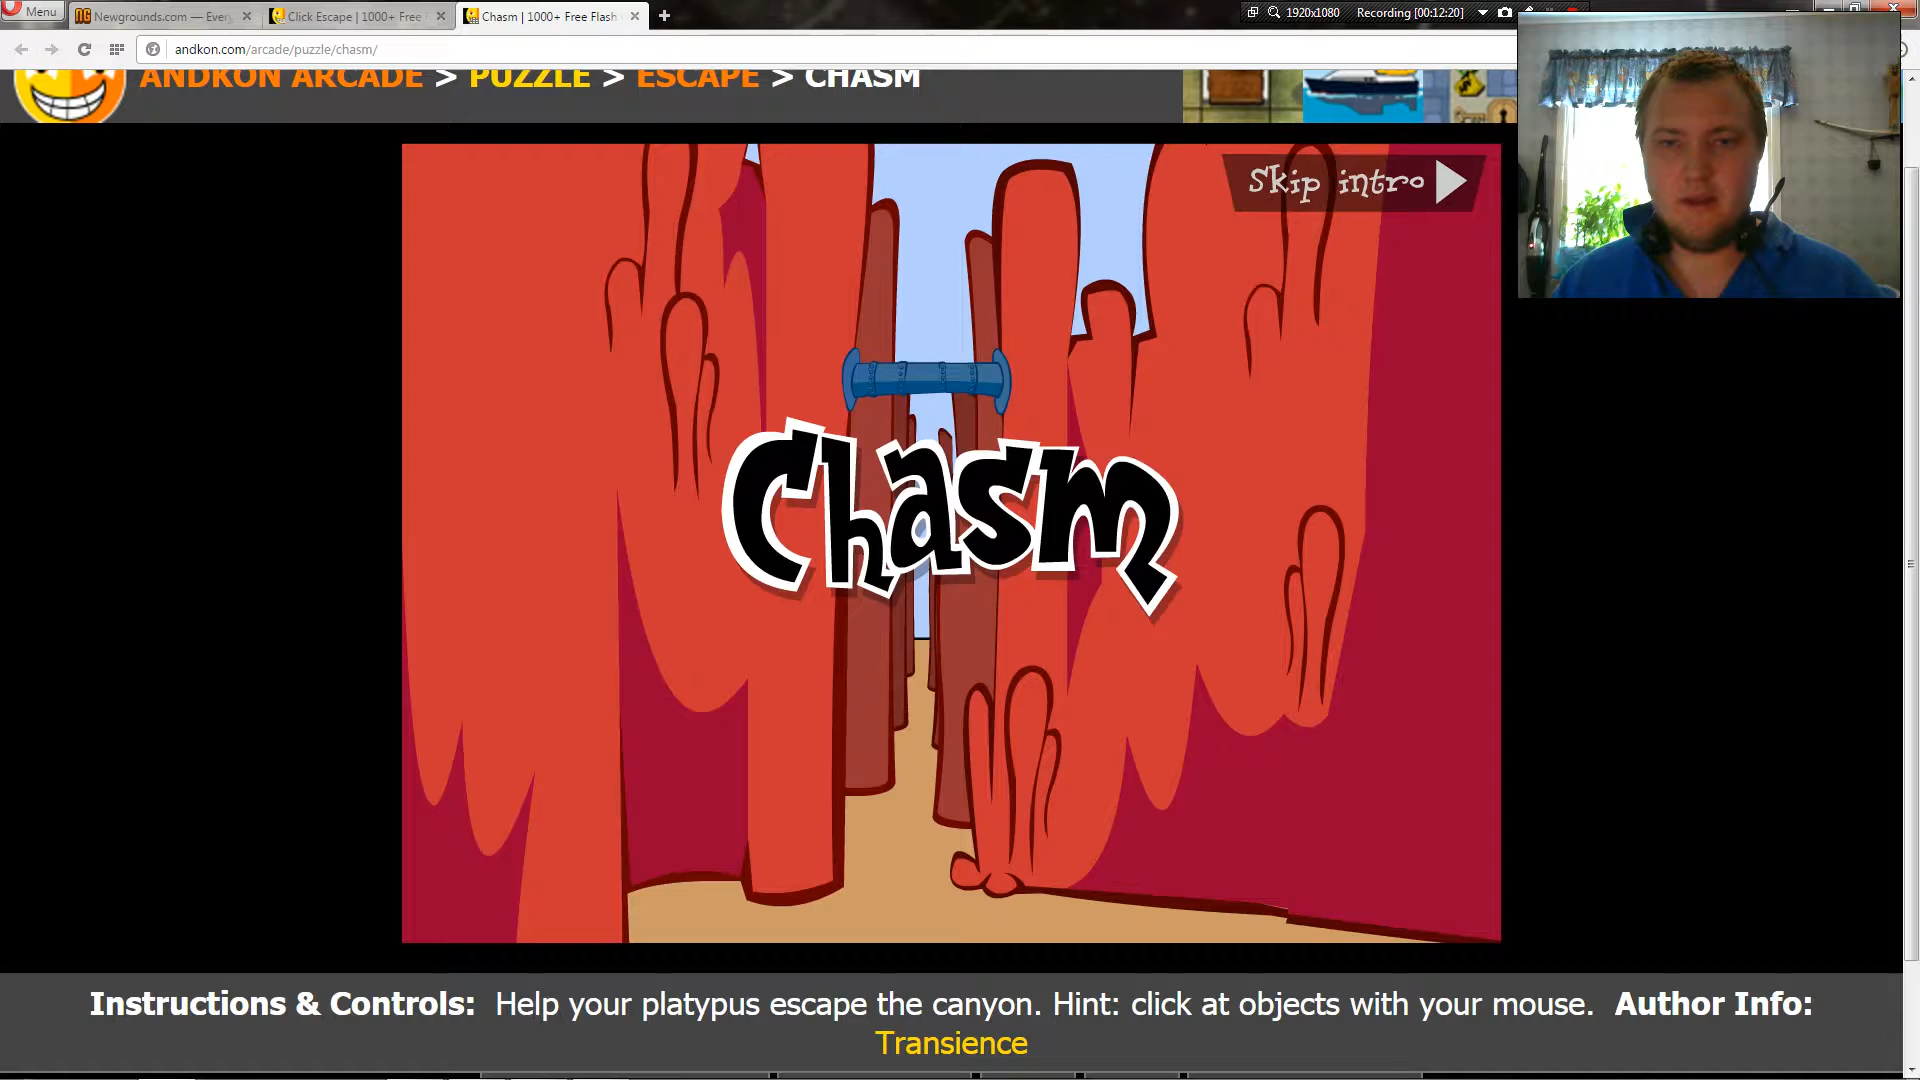 Menu
Newgrounds.com — Every
Click Escape | 1000+ Free
Chasm | 1000+ Free Flash
1920x1080
Recording [00:12:20]
andkon.com/arcade/puzzle/chasm/
ANDKON ARCADE > PUZZLE > ESCAPE > CHASM
Skip intro
Chasm
Instructions & Controls: Help your platypus escape the canyon. Hint: click at objects with your mouse. Author Info:
Transience